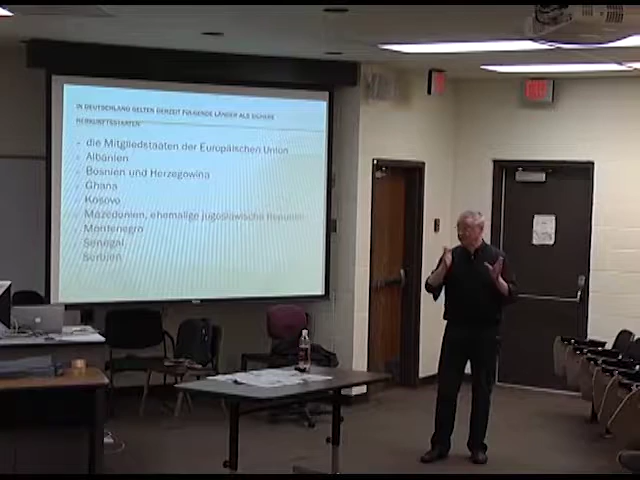 IN DEUTSCHLAND GELTEN DERZEIT FOLGENDE LÄNDER ALS SICHERE
HERKUNFTSSTAATEN
- die Mitgliedstaaten der Europäischen Union
- Albanien
- Bosnien und Herzegowina
- Ghana
- Kosovo
- Mazedonien, ehemalige jugoslawische Republik
- Montenegro
- Senegal
- Serbien